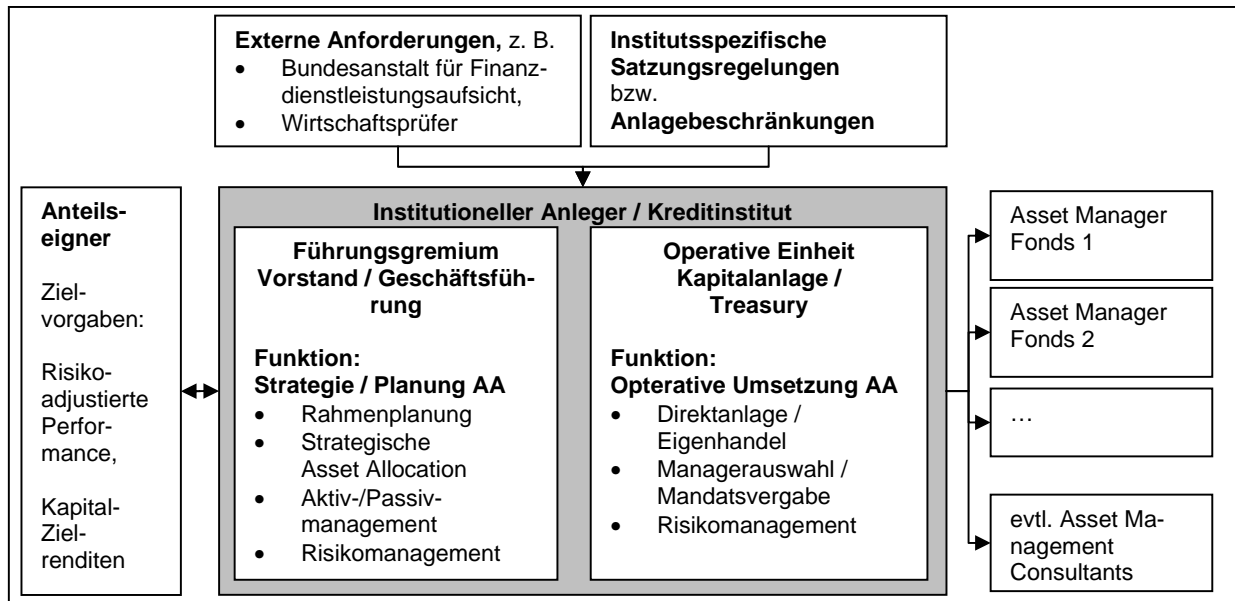 Externe Anforderungen, z. B.
• Bundesanstalt für Finanz-
dienstleistungsaufsicht,
• Wirtschaftsprüfer
Institutsspezifische
Satzungsregelungen
bzw.
Anlagebeschränkungen
Anteils-
eigner
Ziel-
vorgaben:
Risiko-
adjustierte
Perfor-
mance,
Kapital-
Ziel-
renditen
Institutioneller Anleger / Kreditinstitut
Führungsgremium
Vorstand / Geschäftsfüh-
rung
Funktion:
Strategie / Planung AA
• Rahmenplanung
• Strategische
Asset Allocation
• Aktiv-/Passiv-
management
• Risikomanagement
Operative Einheit
Kapitalanlage /
Treasury
Funktion:
Opterative Umsetzung AA
• Direktanlage /
Eigenhandel
• Managerauswahl /
Mandatsvergabe
• Risikomanagement
Asset Manager
Fonds 1
Asset Manager
Fonds 2
…
evtl. Asset Ma-
nagement
Consultants